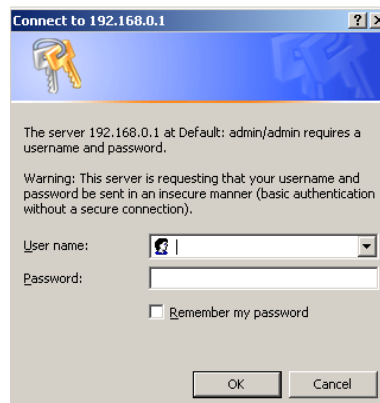 Connect to 192.168.0.1
The server 192.168.0.1 at Default: admin/admin requires a
username and password.
Warning: This server is requesting that your username and
password be sent in an insecure manner (basic authentication
without a secure connection).
User name:
Password:
Remember my password
OK Cancel